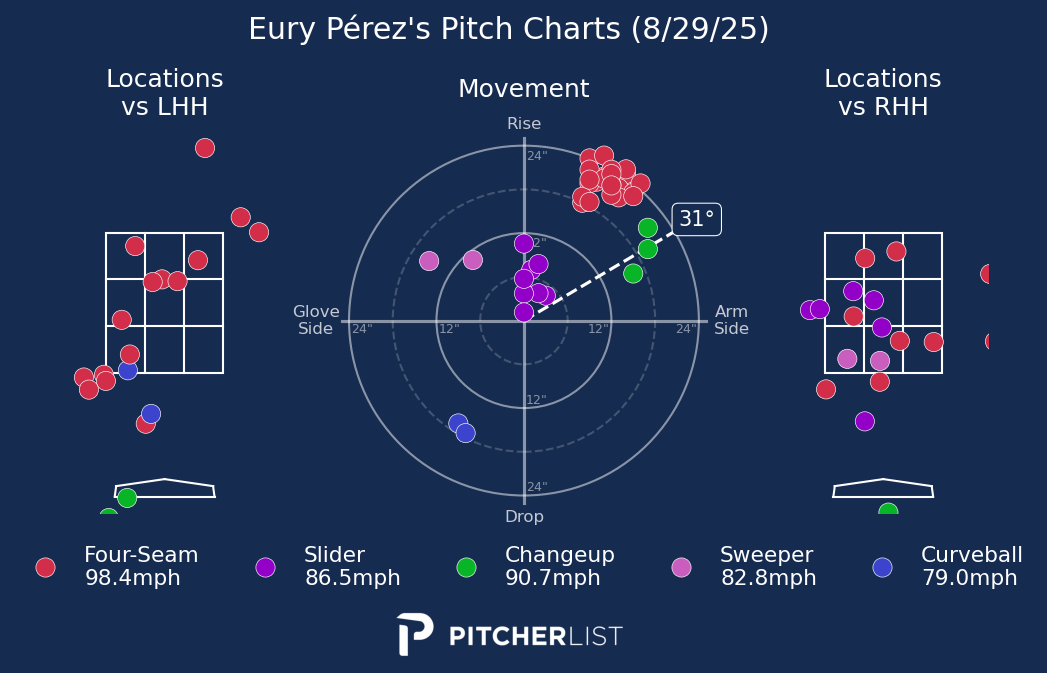 Eury Pérez's Pitch Charts (8/29/25)
Locations
vs LHH
Movement
Locations
vs RHH
Rise
24"
31°
2"
Glove
Side
24"
12"
12"
24"
Arm
Side
12"
24"
Drop
Four-Seam
98.4mph
Slider
86.5mph
Changeup
90.7mph
Sweeper
82.8mph
Curveball
79.0mph
PITCHERLIST